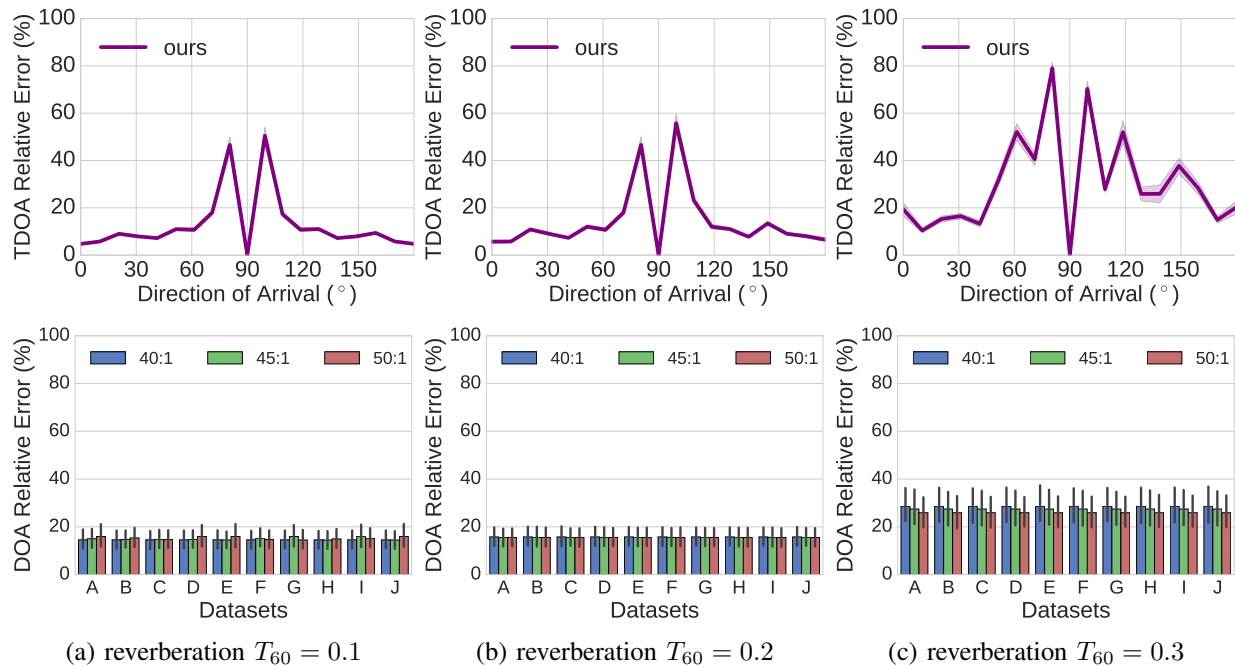 100
80
60
40
20
0
TDOA Relative Error (%)
ours
0 30 60 90 120 150
Direction of Arrival (°)
100
80
60
40
20
0
TDOA Relative Error (%)
ours
0 30 60 90 120 150
Direction of Arrival (°)
100
80
60
40
20
0
TDOA Relative Error (%)
ours
0 30 60 90 120 150
Direction of Arrival (°)
100
80
60
40
20
0
DOA Relative Error (%)
40:1 45:1 50:1
A B C D E F G H I J
Datasets
100
80
60
40
20
0
DOA Relative Error (%)
40:1 45:1 50:1
A B C D E F G H I J
Datasets
100
80
60
40
20
0
DOA Relative Error (%)
40:1 45:1 50:1
A B C D E F G H I J
Datasets
(a) reverberation T₆₀ = 0.1
(b) reverberation T₆₀ = 0.2
(c) reverberation T₆₀ = 0.3